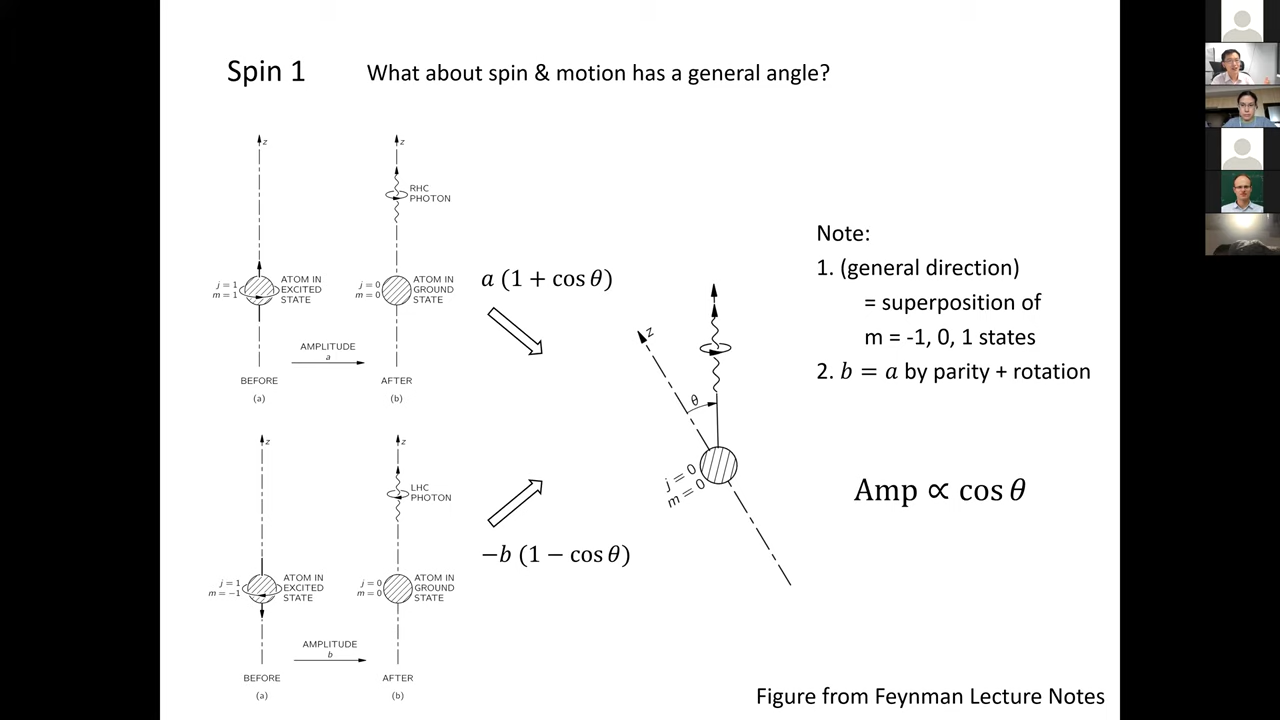 Spin 1
What about spin & motion has a general angle?
z
RHC
PHOTON
j = 1
m = 1
ATOM IN
EXCITED
STATE
AMPLITUDE
a
BEFORE
(a)
z
j = 0
m = 0
ATOM IN
GROUND
STATE
AFTER
(b)
a (1 + cos θ)
z
θ
j = 0
m = 0
Note:
1. (general direction)
= superposition of
m = -1, 0, 1 states
2. b = a by parity + rotation
Amp ∝ cos θ
z
LHC
PHOTON
j = 1
m = −1
ATOM IN
EXCITED
STATE
AMPLITUDE
b
BEFORE
(a)
z
j = 0
m = 0
ATOM IN
GROUND
STATE
AFTER
(b)
−b (1 − cos θ)
Figure from Feynman Lecture Notes